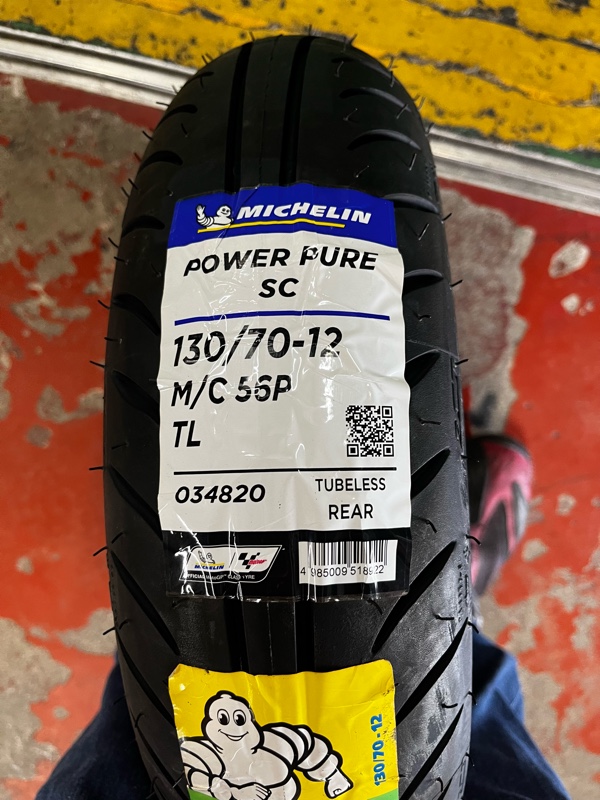 MICHELIN
POWER PURE
SC
130/70-12
M/C 56P
TL
034820
TUBELESS
REAR
4 985009 518922
130/70-12